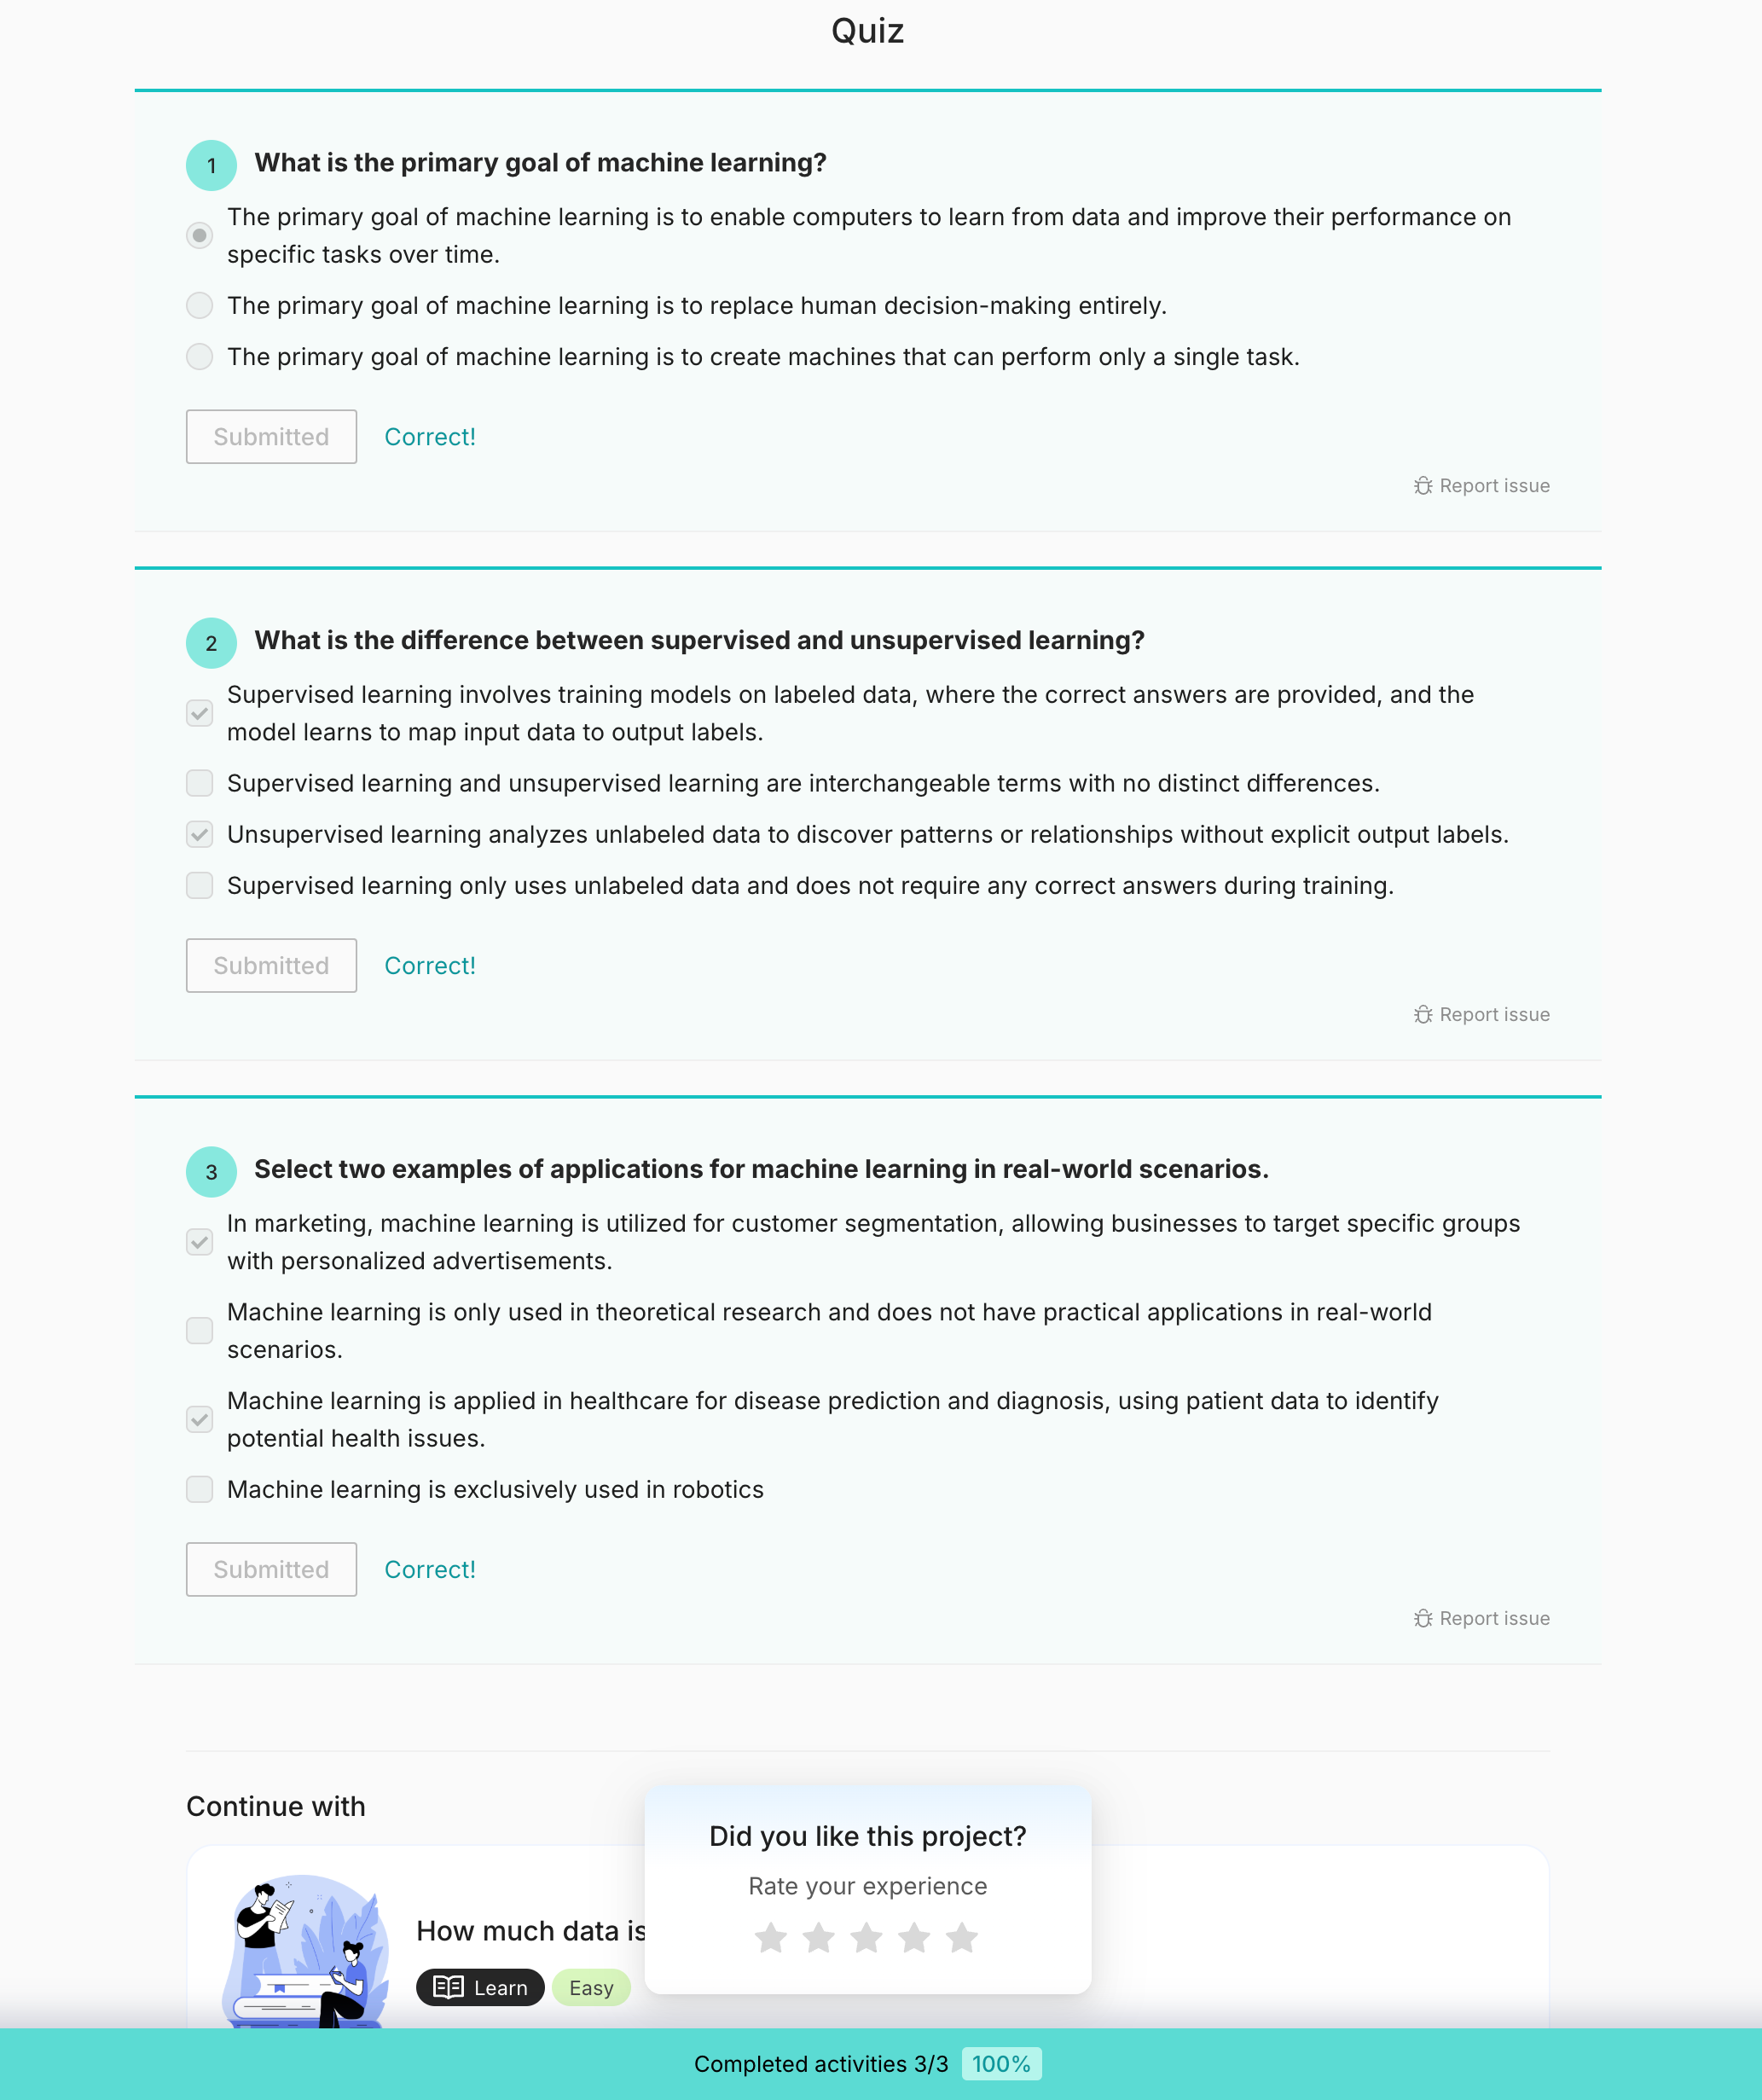 Quiz
1
What is the primary goal of machine learning?
The primary goal of machine learning is to enable computers to learn from data and improve their performance on
specific tasks over time.
The primary goal of machine learning is to replace human decision-making entirely.
The primary goal of machine learning is to create machines that can perform only a single task.
Submitted
Correct!
Report issue
2
What is the difference between supervised and unsupervised learning?
Supervised learning involves training models on labeled data, where the correct answers are provided, and the
model learns to map input data to output labels.
Supervised learning and unsupervised learning are interchangeable terms with no distinct differences.
Unsupervised learning analyzes unlabeled data to discover patterns or relationships without explicit output labels.
Supervised learning only uses unlabeled data and does not require any correct answers during training.
Submitted
Correct!
Report issue
3
Select two examples of applications for machine learning in real-world scenarios.
In marketing, machine learning is utilized for customer segmentation, allowing businesses to target specific groups
with personalized advertisements.
Machine learning is only used in theoretical research and does not have practical applications in real-world
scenarios.
Machine learning is applied in healthcare for disease prediction and diagnosis, using patient data to identify
potential health issues.
Machine learning is exclusively used in robotics
Submitted
Correct!
Report issue
Continue with
Did you like this project?
Rate your experience
How much data is
Learn
Easy
Completed activities 3/3
100%